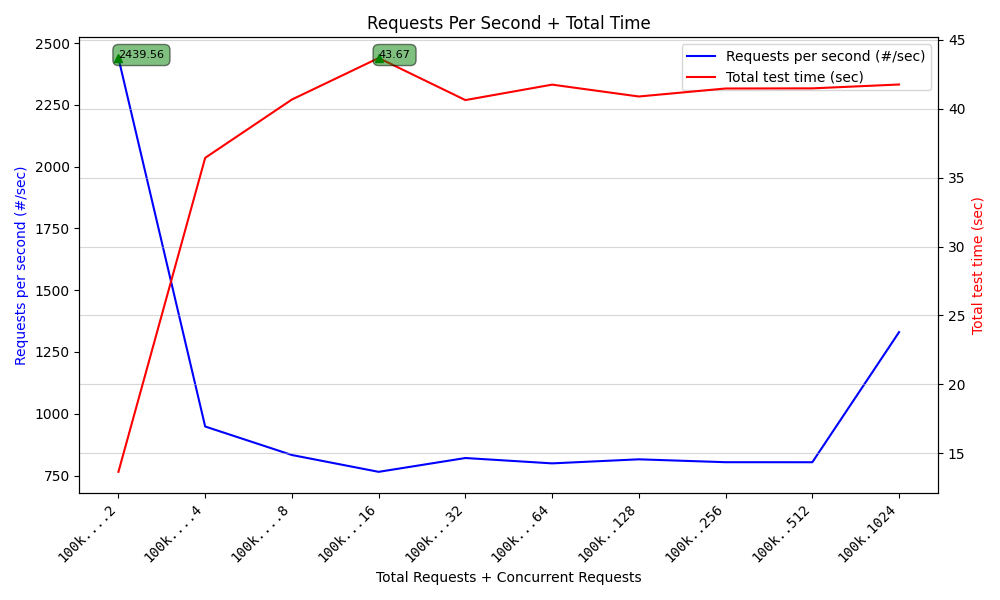 Requests Per Second + Total Time
2439.56
43.67
Requests per second (#/sec)
Total test time (sec)
2500
2250
2000
1750
1500
1250
1000
750
Requests per second (#/sec)
45
40
35
30
25
20
15
Total test time (sec)
100k....2
100k....4
100k....8
100k...16
100k...32
100k...64
100k..128
100k..256
100k..512
100k.1024
Total Requests + Concurrent Requests